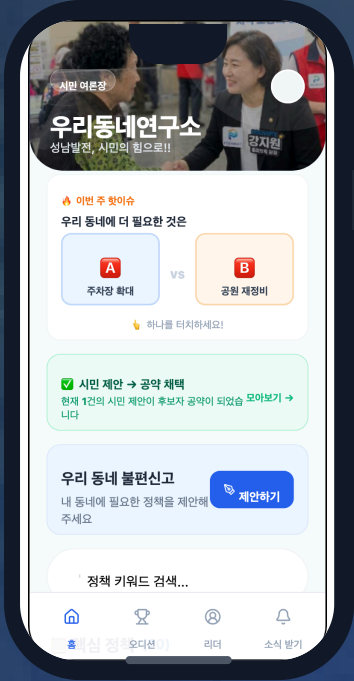 시민 여론장
우리동네연구소
성남발전, 시민의 힘으로!!
강지원
🔥 이번 주 핫이슈
우리 동네에 더 필요한 것은
A
주차장 확대
VS
B
공원 재정비
👆 하나를 터치하세요!
✅ 시민 제안 → 공약 채택
현재 1건의 시민 제안이 후보자 공약이 되었습
니다
모아보기 →
우리 동네 불편신고
내 동네에 필요한 정책을 제안해
주세요
제안하기
정책 키워드 검색...
핵심 정책
홈
오디션
리더
소식 받기